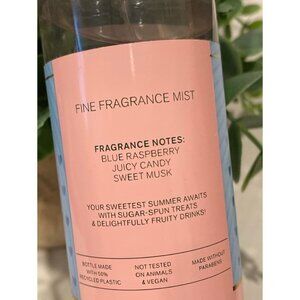 FINE FRAGRANCE MIST
FRAGRANCE NOTES:
BLUE RASPBERRY
JUICY CANDY
SWEET MUSK
YOUR SWEETEST SUMMER AWAITS
WITH SUGAR-SPUN TREATS
& DELIGHTFULLY FRUITY DRINKS!
BOTTLE MADE
WITH 50%
RECYCLED PLASTIC
NOT TESTED
ON ANIMALS
& VEGAN
MADE WITHOUT
PARABENS